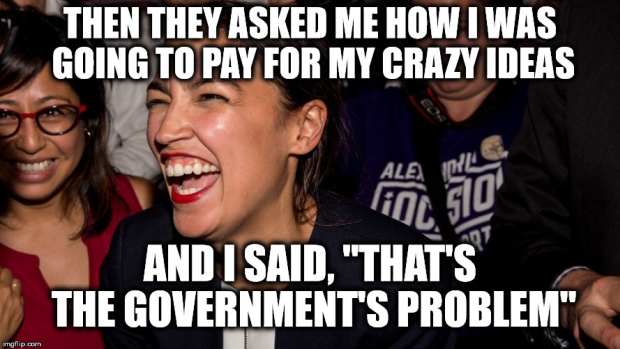 THEN THEY ASKED ME HOW I WAS
GOING TO PAY FOR MY CRAZY IDEAS
AND I SAID, "THAT'S
THE GOVERNMENT'S PROBLEM"
imgflip.com